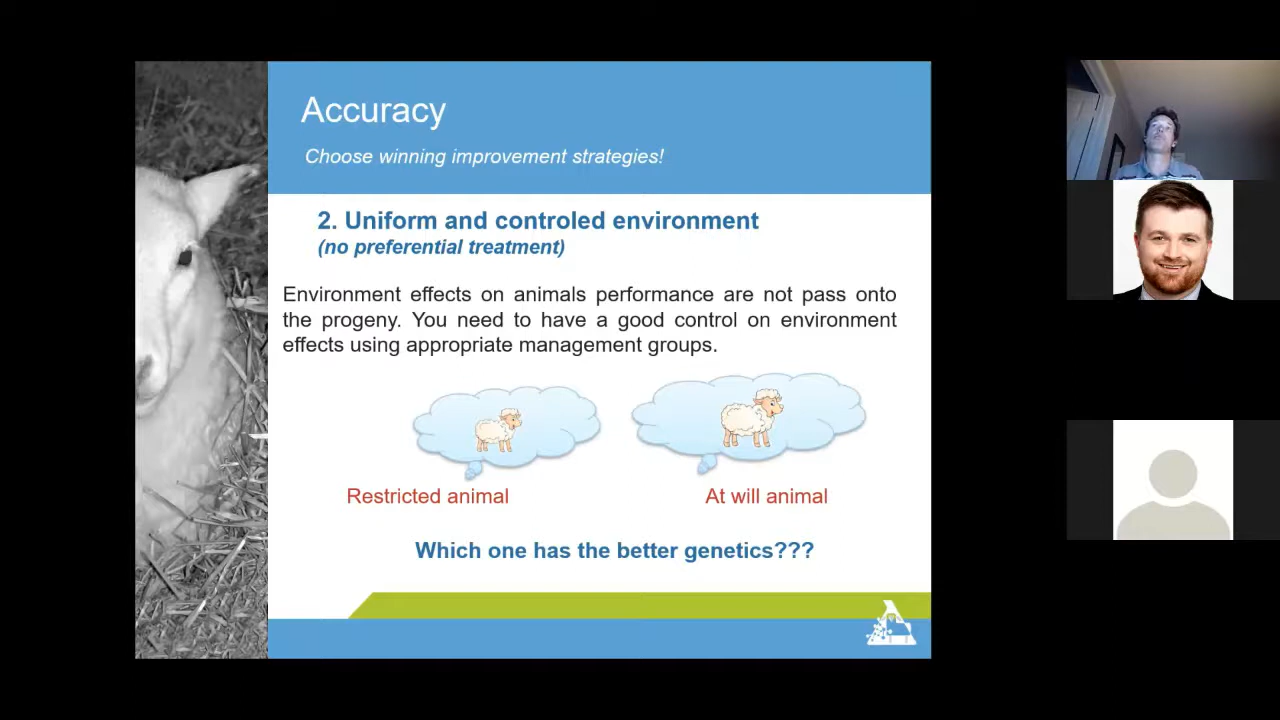 Accuracy
Choose winning improvement strategies!
2. Uniform and controled environment
(no preferential treatment)
Environment effects on animals performance are not pass onto
the progeny. You need to have a good control on environment
effects using appropriate management groups.
Restricted animal
At will animal
Which one has the better genetics???